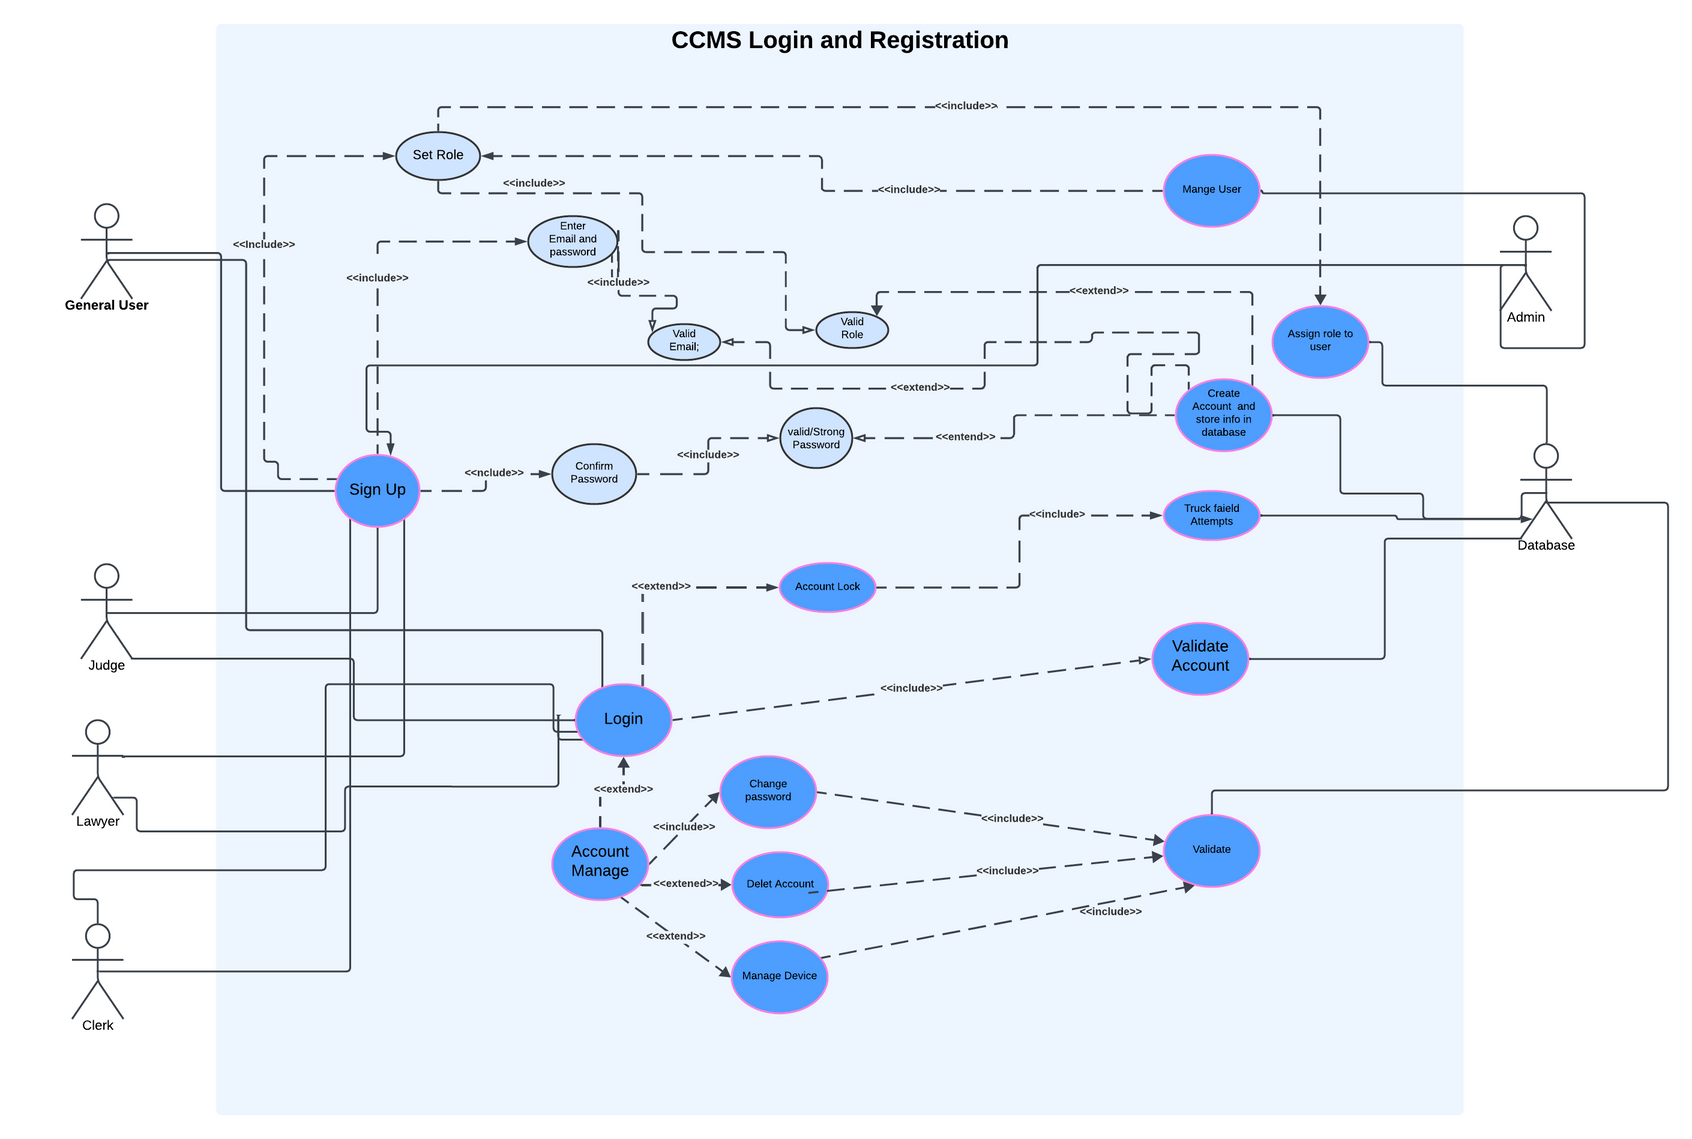 CCMS Login and Registration
<<include>>
Set Role
<<include>>
<<include>>
Mange User
<<Include>>
Enter
Email and
password
<<include>>
<<include>>
General User
Admin
<<extend>>
Valid
Role
Valid
Email;
Assign role to
user
<<extend>>
Create
Account  and
store info in
database
valid/Strong
Password
<<entend>>
<<include>>
Confirm
Password
<<nclude>>
Sign Up
Truck faield
Attempts
<<include>
Database
<<extend>>
Account Lock
Judge
Validate
Account
<<include>>
Login
<<extend>>
Change
password
Lawyer
<<include>>
<<include>>
Account
Manage
Validate
<<include>>
<<extened>>
Delet Account
<<include>>
<<extend>>
Manage Device
Clerk